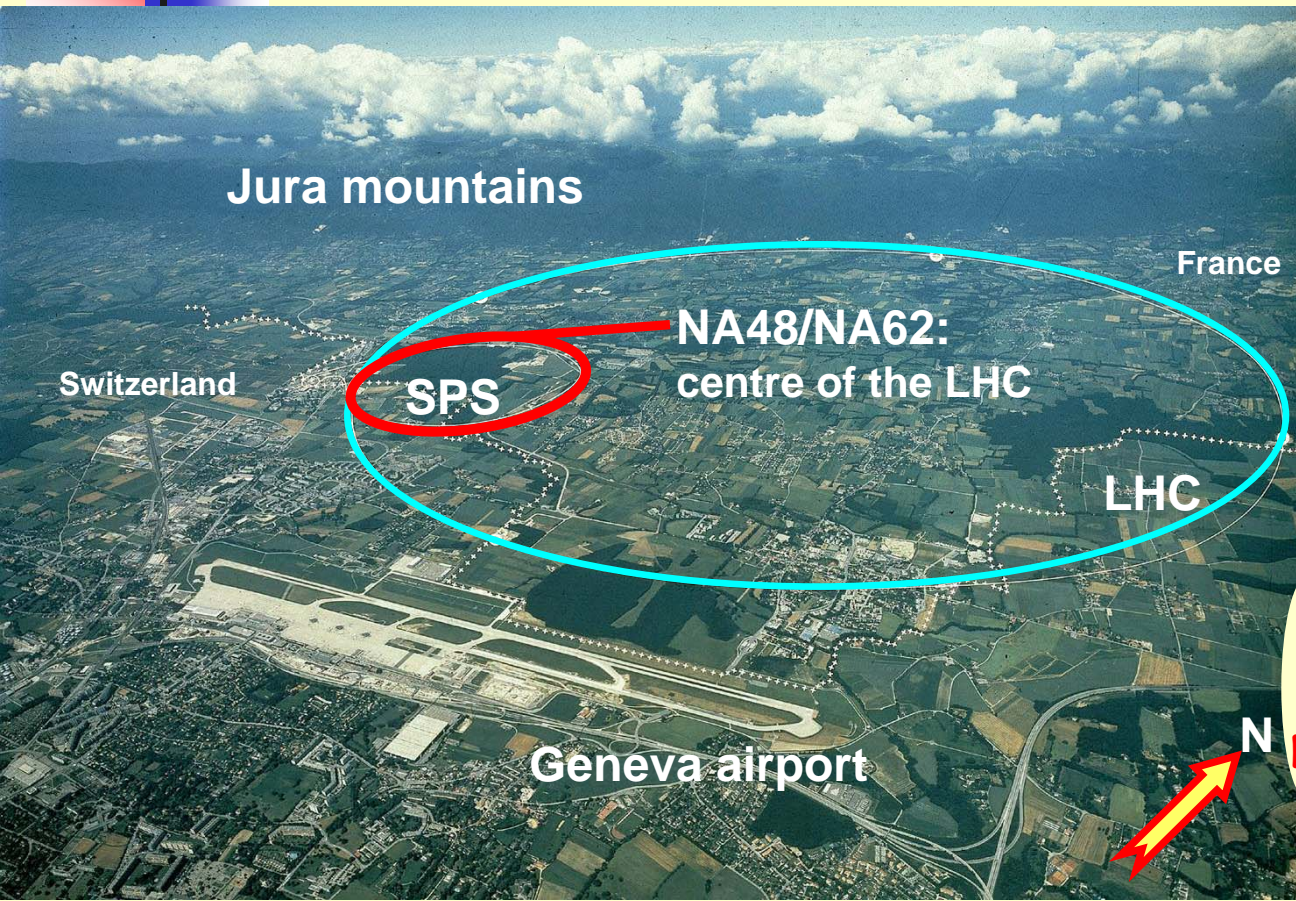 Jura mountains
France
NA48/NA62:
centre of the LHC
Switzerland
SPS
LHC
N
Geneva airport